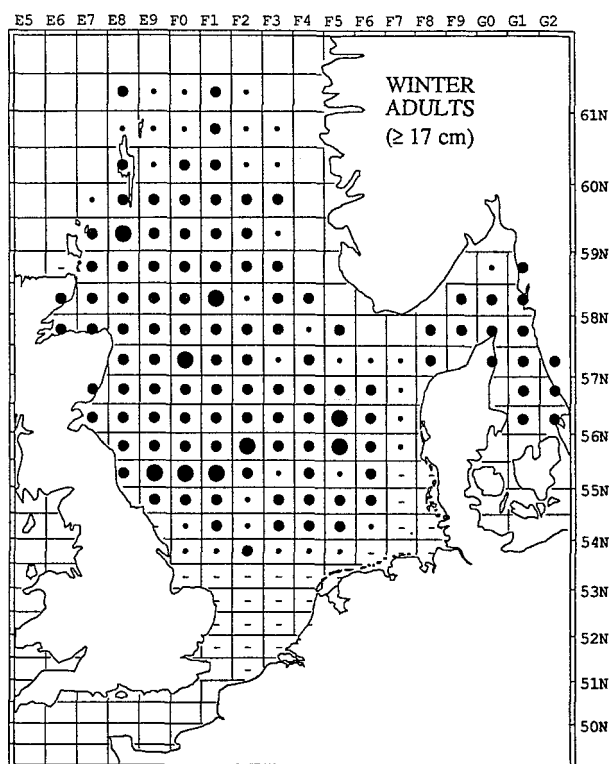 E5 E6 E7 E8 E9 F0 F1 F2 F3 F4 F5 F6 F7 F8 F9 G0 G1 G2
WINTER
ADULTS
(≥ 17 cm)
61N
60N
59N
58N
57N
56N
55N
54N
53N
52N
51N
50N